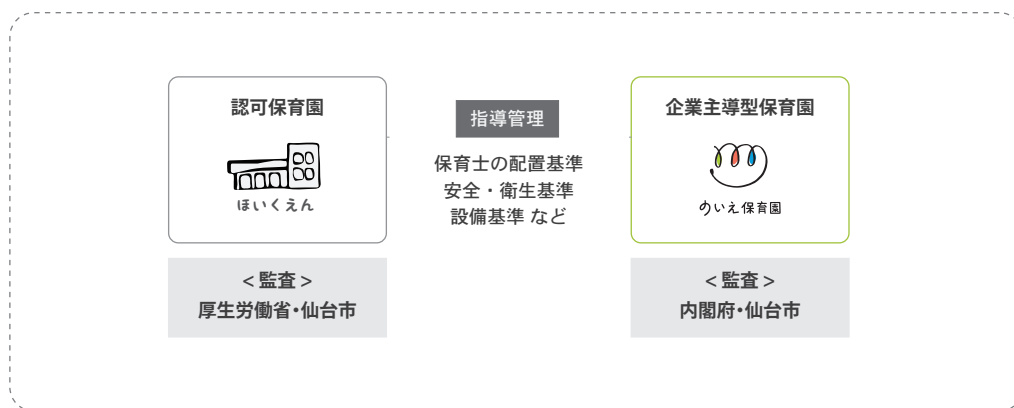 認可保育園
ほいくえん
<監査>
厚生労働省・仙台市
指導管理
保育士の配置基準
安全・衛生基準
設備基準 など
企業主導型保育園
のいえ保育園
<監査>
内閣府・仙台市